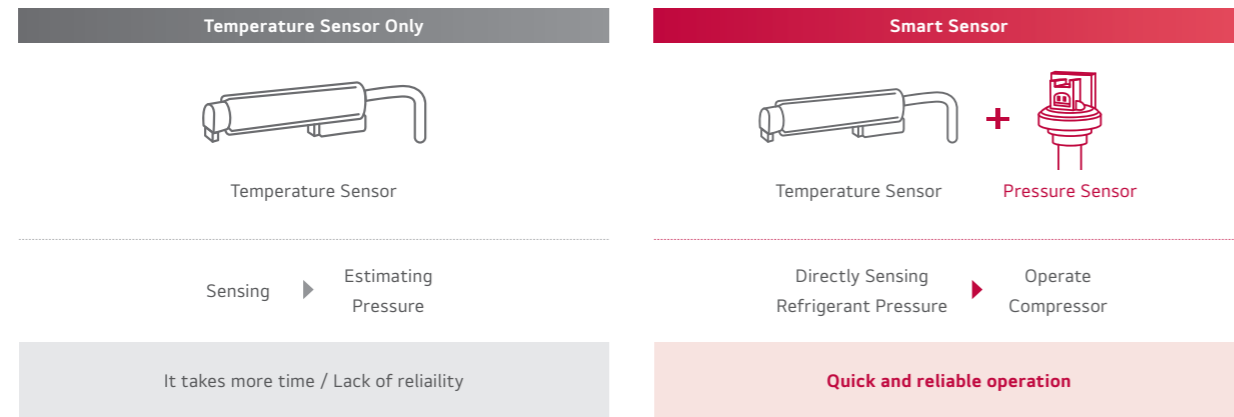 Temperature Sensor Only
Temperature Sensor
Sensing
Estimating
Pressure
It takes more time / Lack of reliaility
Smart Sensor
+
Temperature Sensor
Pressure Sensor
Directly Sensing
Refrigerant Pressure
Operate
Compressor
Quick and reliable operation